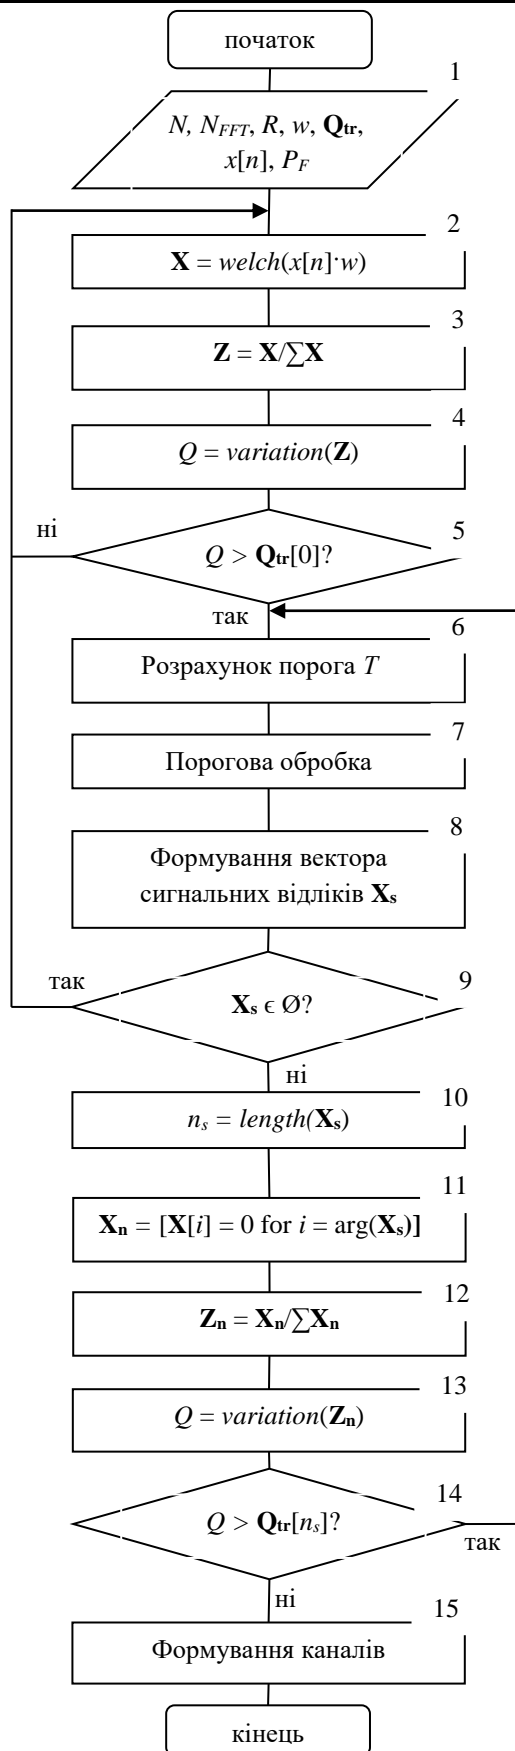 початок
1
N, N_FFT, R, w, Q_tr,
x[n], P_F
2
X = welch(x[n]·w)
3
Z = X/∑X
4
Q = variation(Z)
5
ні
Q > Q_tr[0]?
так
6
Розрахунок порога T
7
Порогова обробка
8
Формування вектора
сигнальних відліків X_s
9
так
X_s ϵ Ø?
ні
10
n_s = length(X_s)
11
X_n = [X[i] = 0 for i = arg(X_s)]
12
Z_n = X_n/∑X_n
13
Q = variation(Z_n)
14
Q > Q_tr[n_s]?
так
ні
15
Формування каналів
кінець